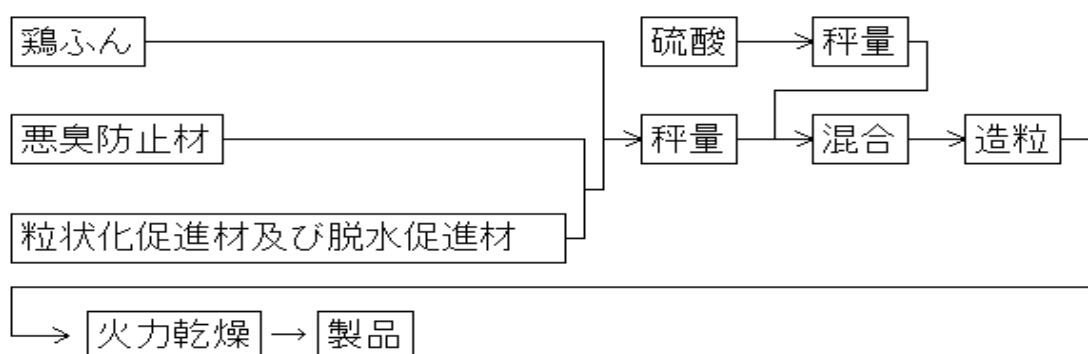 鶏ふん
硫酸
秤量
悪臭防止材
秤量
混合
造粒
粒状化促進材及び脱水促進材
火力乾燥
製品